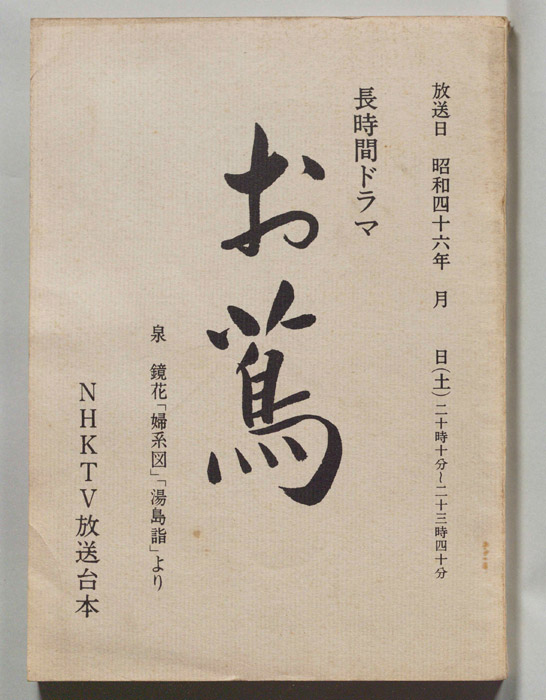 放送日　昭和四十六年　月　　日(土)二十時十分〜二十三時四十分
長時間ドラマ
お蔦
泉　鏡花「婦系図」「湯島詣」より
NHKTV放送台本